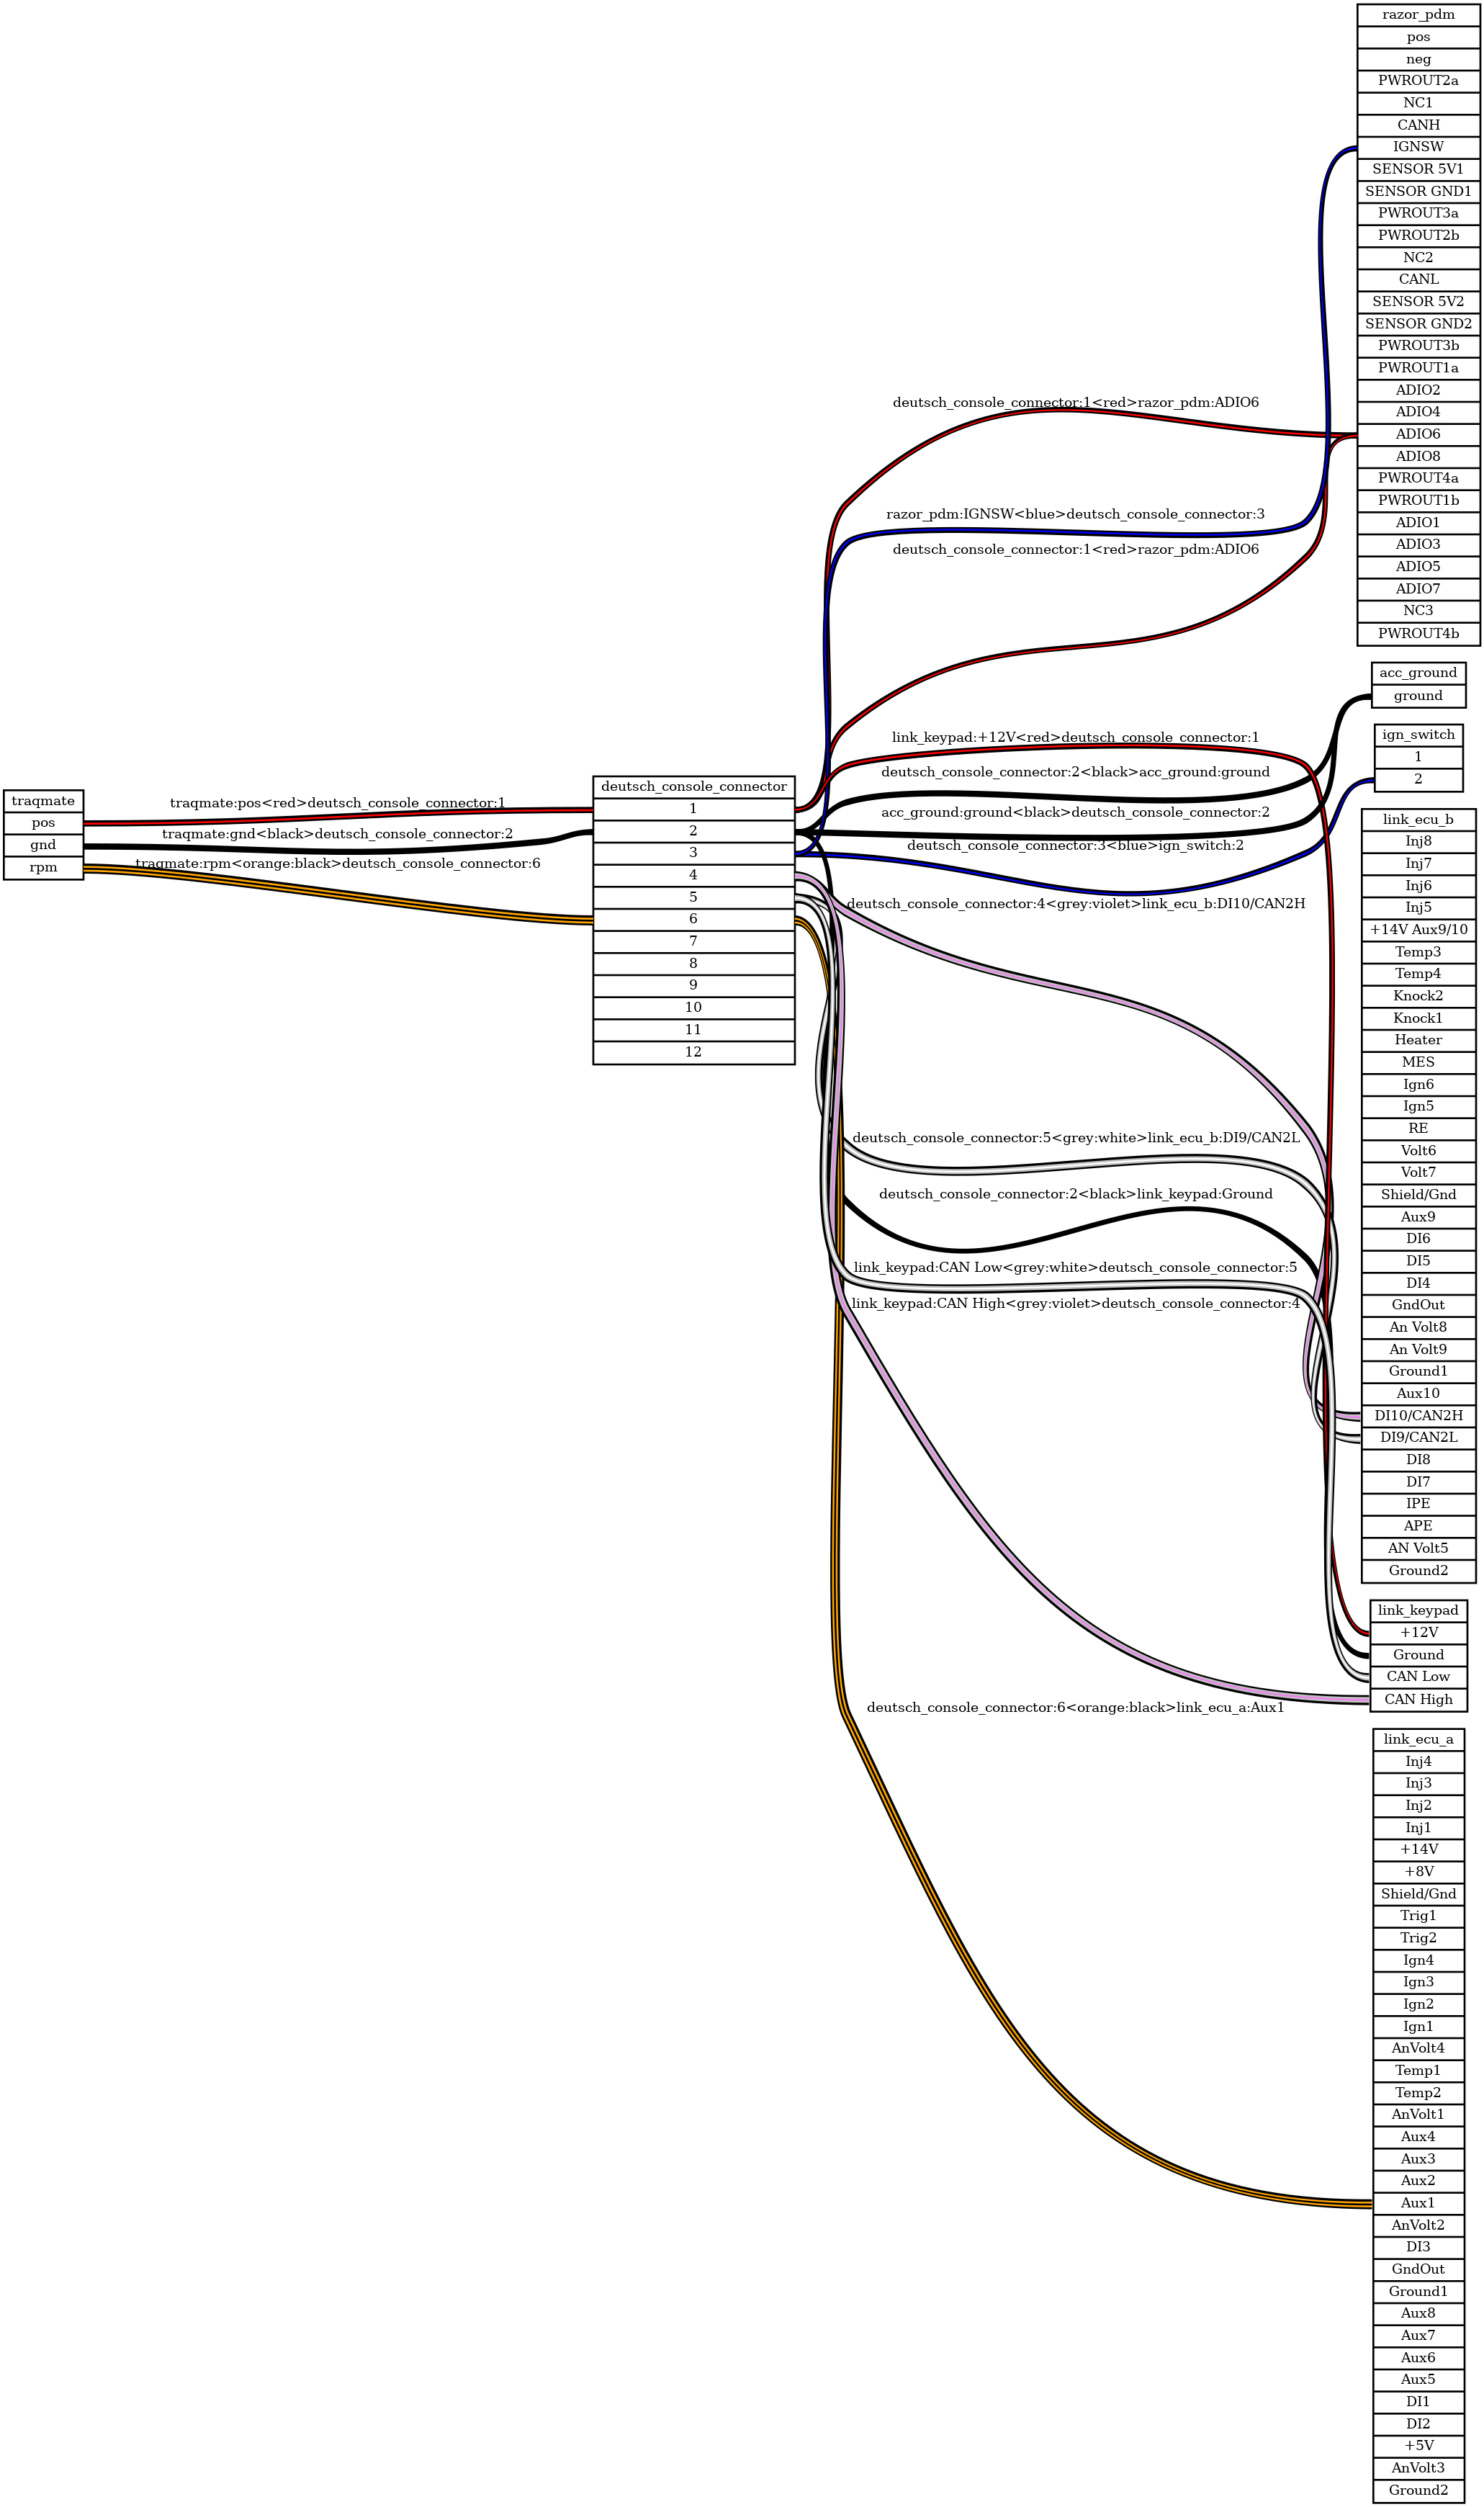 traqmate
pos
gnd
rpm
traqmate:pos<red>deutsch_console_connector:1
traqmate:gnd<black>deutsch_console_connector:2
traqmate:rpm<orange:black>deutsch_console_connector:6
deutsch_console_connector
1
2
3
4
5
6
7
8
9
10
11
12
deutsch_console_connector:1<red>razor_pdm:ADIO6
razor_pdm:IGNSW<blue>deutsch_console_connector:3
deutsch_console_connector:1<red>razor_pdm:ADIO6
link_keypad:+12V<red>deutsch_console_connector:1
deutsch_console_connector:2<black>acc_ground:ground
acc_ground:ground<black>deutsch_console_connector:2
deutsch_console_connector:3<blue>ign_switch:2
deutsch_console_connector:4<grey:violet>link_ecu_b:DI10/CAN2H
deutsch_console_connector:5<grey:white>link_ecu_b:DI9/CAN2L
deutsch_console_connector:2<black>link_keypad:Ground
link_keypad:CAN Low<grey:white>deutsch_console_connector:5
link_keypad:CAN High<grey:violet>deutsch_console_connector:4
deutsch_console_connector:6<orange:black>link_ecu_a:Aux1
razor_pdm
pos
neg
PWROUT2a
NC1
CANH
IGNSW
SENSOR 5V1
SENSOR GND1
PWROUT3a
PWROUT2b
NC2
CANL
SENSOR 5V2
SENSOR GND2
PWROUT3b
PWROUT1a
ADIO2
ADIO4
ADIO6
ADIO8
PWROUT4a
PWROUT1b
ADIO1
ADIO3
ADIO5
ADIO7
NC3
PWROUT4b
acc_ground
ground
ign_switch
1
2
link_ecu_b
Inj8
Inj7
Inj6
Inj5
+14V Aux9/10
Temp3
Temp4
Knock2
Knock1
Heater
MES
Ign6
Ign5
RE
Volt6
Volt7
Shield/Gnd
Aux9
DI6
DI5
DI4
GndOut
An Volt8
An Volt9
Ground1
Aux10
DI10/CAN2H
DI9/CAN2L
DI8
DI7
IPE
APE
AN Volt5
Ground2
link_keypad
+12V
Ground
CAN Low
CAN High
link_ecu_a
Inj4
Inj3
Inj2
Inj1
+14V
+8V
Shield/Gnd
Trig1
Trig2
Ign4
Ign3
Ign2
Ign1
AnVolt4
Temp1
Temp2
AnVolt1
Aux4
Aux3
Aux2
Aux1
AnVolt2
DI3
GndOut
Ground1
Aux8
Aux7
Aux6
Aux5
DI1
DI2
+5V
AnVolt3
Ground2